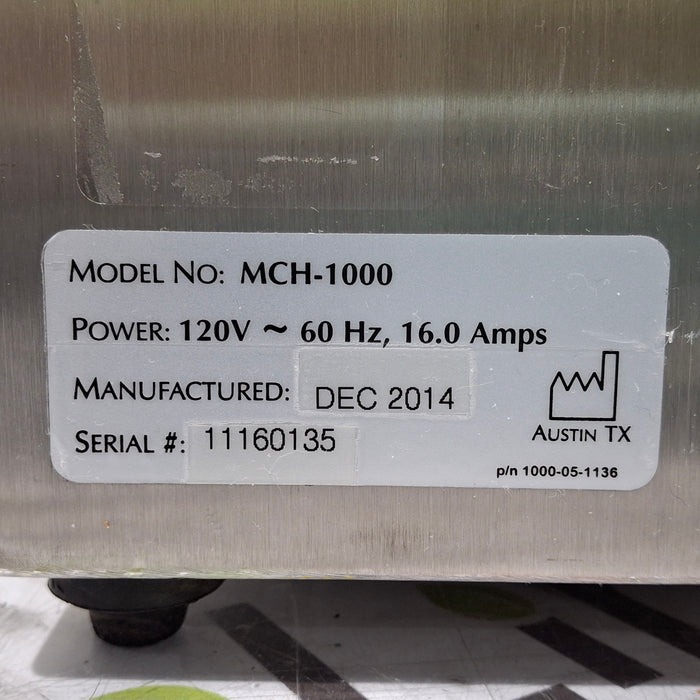 MODEL NO: MCH-1000
POWER: 120V ~ 60 Hz, 16.0 Amps
MANUFACTURED: DEC 2014
SERIAL #: 11160135
AUSTIN TX
p/n 1000-05-1136